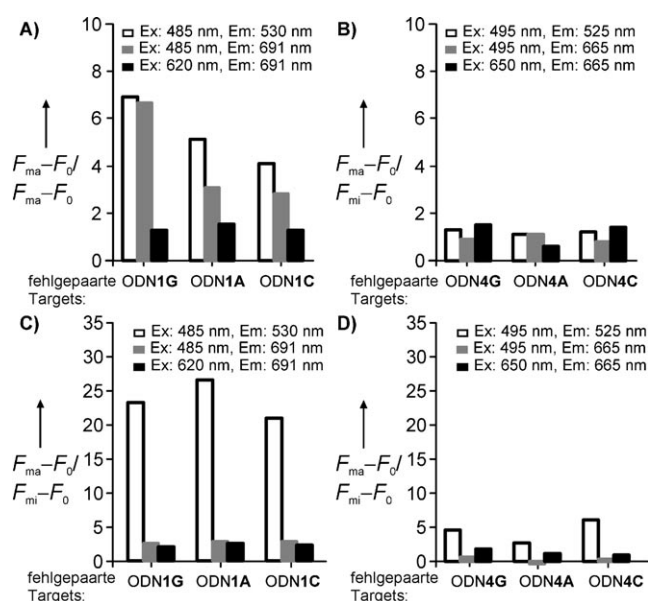 A)
Ex: 485 nm, Em: 530 nm
Ex: 485 nm, Em: 691 nm
Ex: 620 nm, Em: 691 nm
10
8
6
4
2
0
Fma–F0/
Fma–F0
fehlgepaarte
Targets:
ODN1G ODN1A ODN1C
B)
Ex: 495 nm, Em: 525 nm
Ex: 495 nm, Em: 665 nm
Ex: 650 nm, Em: 665 nm
10
8
6
4
2
0
Fma–F0/
Fmi–F0
fehlgepaarte
Targets:
ODN4G ODN4A ODN4C
C)
Ex: 485 nm, Em: 530 nm
Ex: 485 nm, Em: 691 nm
Ex: 620 nm, Em: 691 nm
35
30
25
20
15
10
5
0
Fma–F0/
Fmi–F0
fehlgepaarte
Targets:
ODN1G ODN1A ODN1C
D)
Ex: 495 nm, Em: 525 nm
Ex: 495 nm, Em: 665 nm
Ex: 650 nm, Em: 665 nm
35
30
25
20
15
10
5
0
Fma–F0/
Fmi–F0
fehlgepaarte
Targets:
ODN4G ODN4A ODN4C